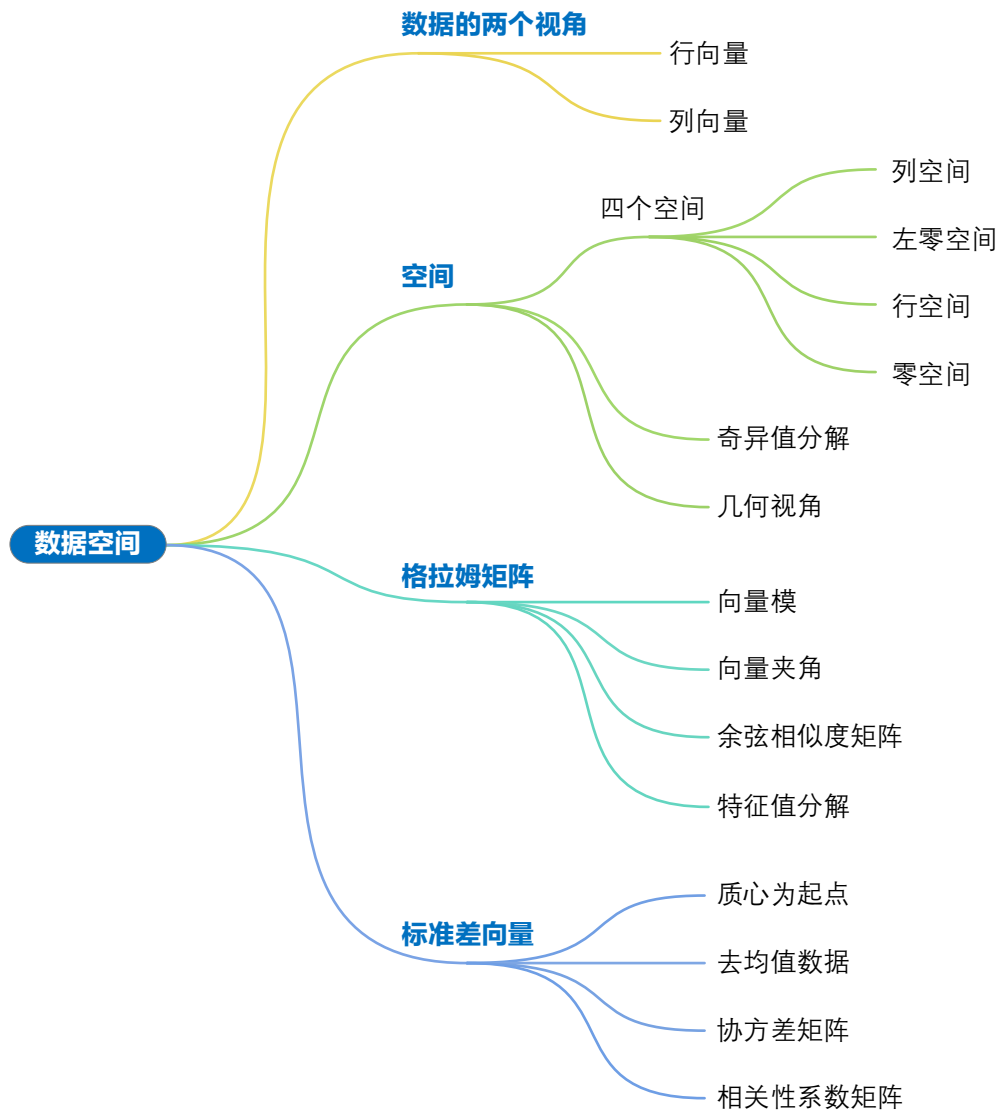 数据的两个视角
行向量
列向量
空间
四个空间
列空间
左零空间
行空间
零空间
奇异值分解
几何视角
数据空间
格拉姆矩阵
向量模
向量夹角
余弦相似度矩阵
特征值分解
标准差向量
质心为起点
去均值数据
协方差矩阵
相关性系数矩阵